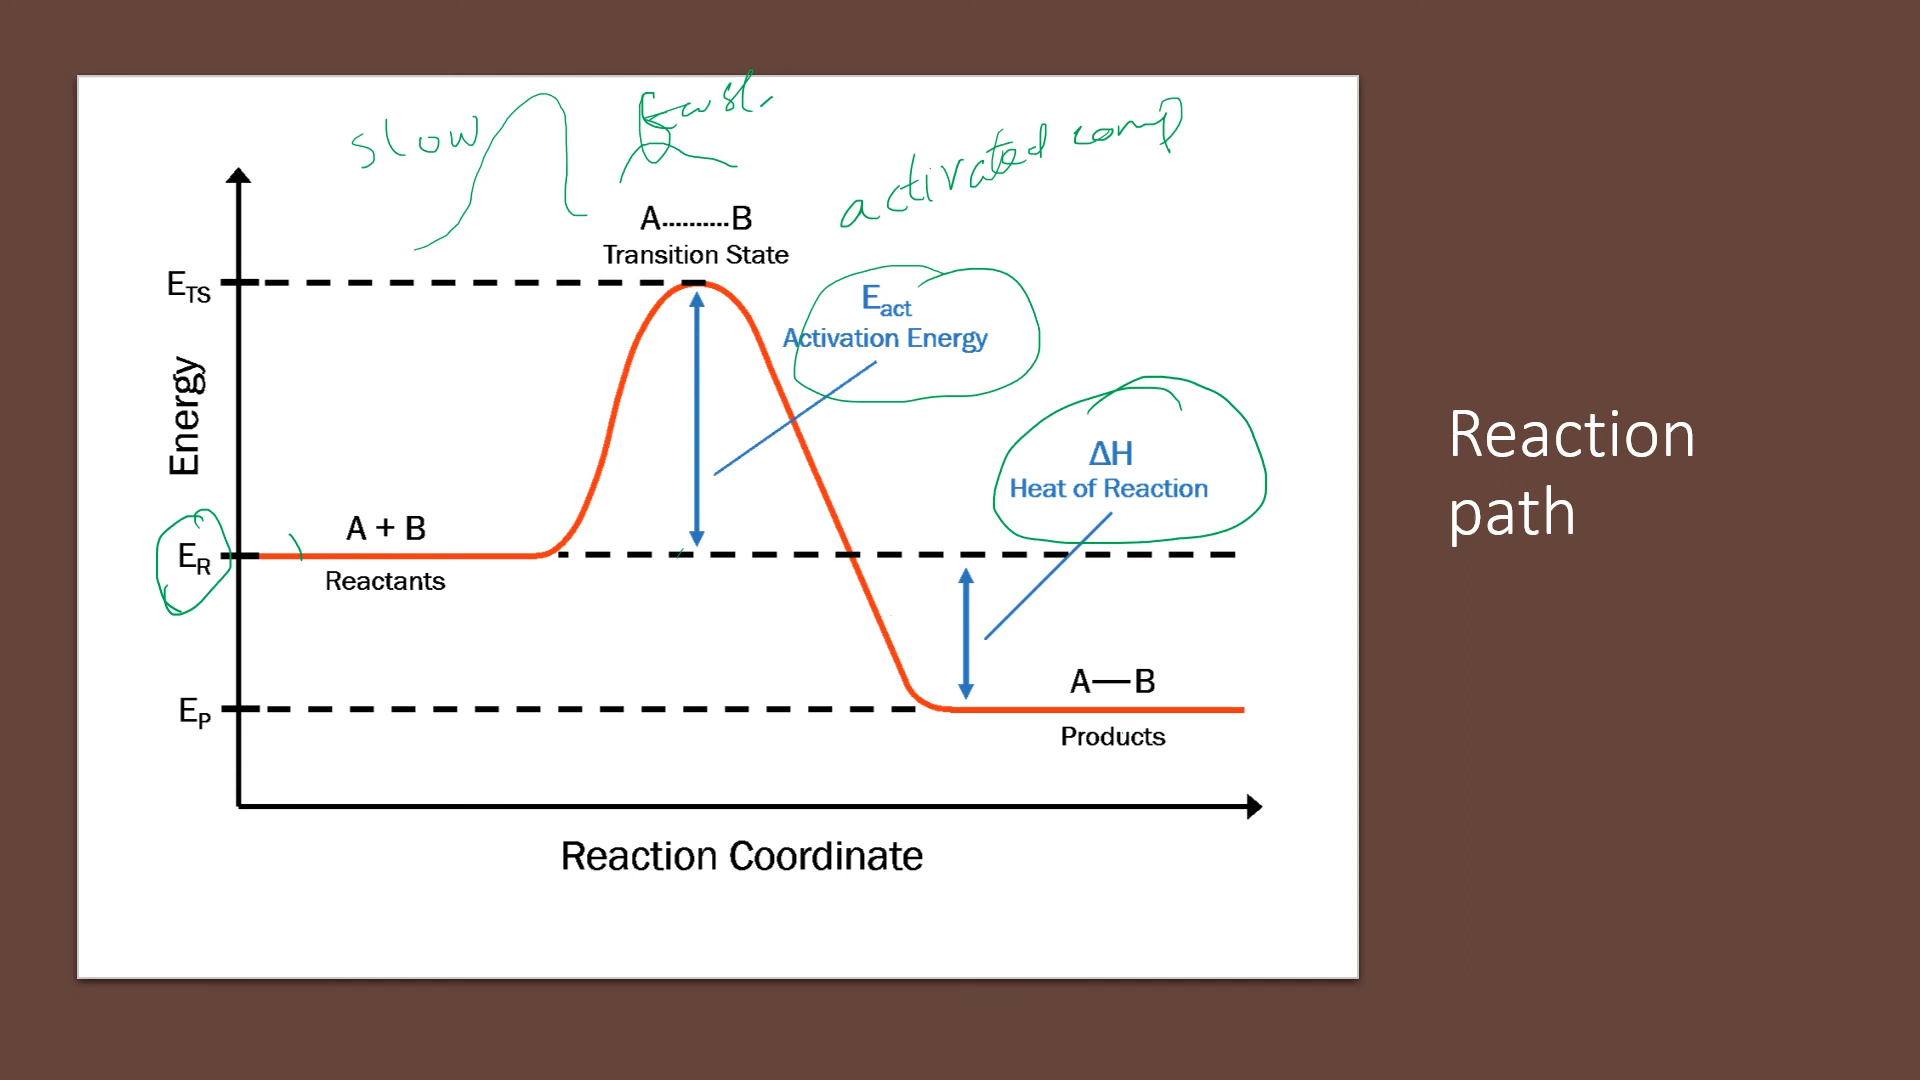 slow
fast.
activated comp
A..........B
Transition State
E_TS
E_act
Activation Energy
Energy
ΔH
Heat of Reaction
A + B
E_R
Reactants
A—B
E_P
Products
Reaction Coordinate
Reaction
path